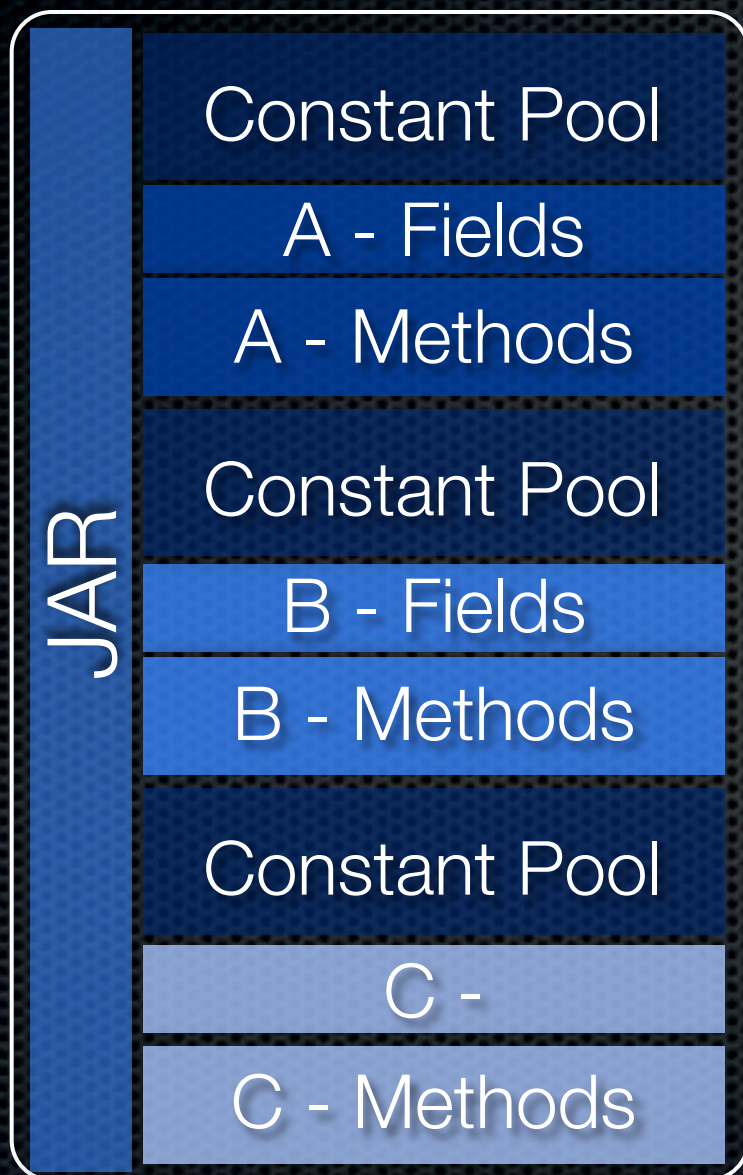 JAR
Constant Pool
A - Fields
A - Methods
Constant Pool
B - Fields
B - Methods
Constant Pool
C -
C - Methods